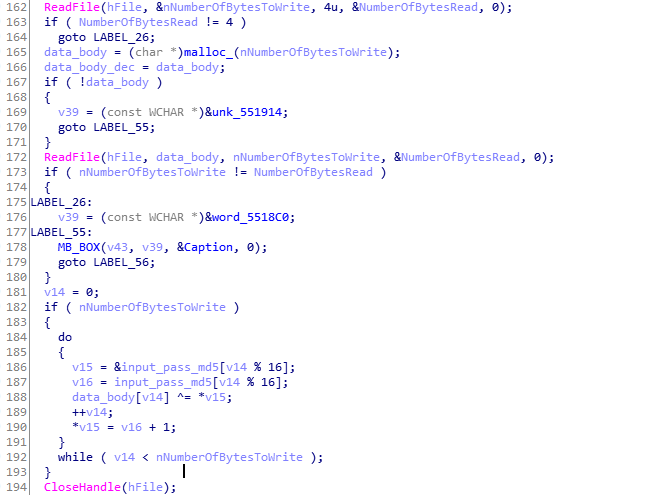 162 ReadFile(hFile, &nNumberOfBytesToWrite, 4u, &NumberOfBytesRead, 0);
163 if ( NumberOfBytesRead != 4 )
164 goto LABEL_26;
165 data_body = (char *)malloc_(nNumberOfBytesToWrite);
166 data_body_dec = data_body;
167 if ( !data_body )
168 {
169 v39 = (const WCHAR *)&unk_551914;
170 goto LABEL_55;
171 }
172 ReadFile(hFile, data_body, nNumberOfBytesToWrite, &NumberOfBytesRead, 0);
173 if ( nNumberOfBytesToWrite != NumberOfBytesRead )
174 {
175 LABEL_26:
176 v39 = (const WCHAR *)&word_5518C0;
177 LABEL_55:
178 MB_BOX(v43, v39, &Caption, 0);
179 goto LABEL_56;
180 }
181 v14 = 0;
182 if ( nNumberOfBytesToWrite )
183 {
184 do
185 {
186 v15 = &input_pass_md5[v14 % 16];
187 v16 = input_pass_md5[v14 % 16];
188 data_body[v14] ^= *v15;
189 ++v14;
190 *v15 = v16 + 1;
191 }
192 while ( v14 < nNumberOfBytesToWrite );
193 }
194 CloseHandle(hFile);